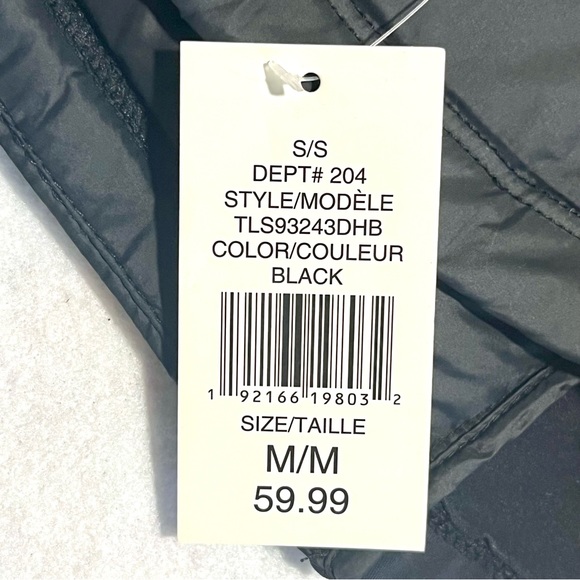 S/S
DEPT# 204
STYLE/MODÈLE
TLS93243DHB
COLOR/COULEUR
BLACK
1 92166 19803 2
SIZE/TAILLE
M/M
59.99